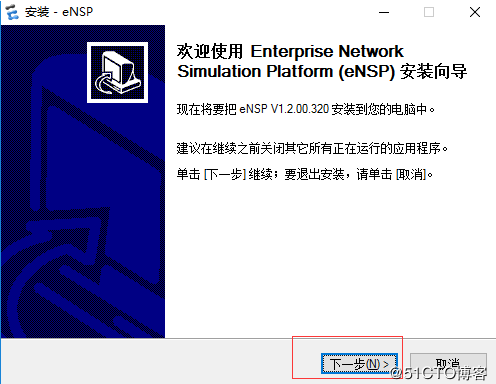 安装 - eNSP
欢迎使用 Enterprise Network
Simulation Platform (eNSP) 安装向导
现在将要把 eNSP V1.2.00.320 安装到您的电脑中。
建议在继续之前关闭其它所有正在运行的应用程序。
单击 [下一步] 继续；要退出安装，请单击 [取消]。
下一步(N) >
取消
@51CTO博客